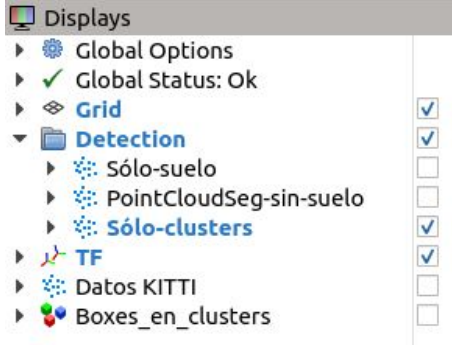 Displays
Global Options
Global Status: Ok
Grid
Detection
Sólo-suelo
PointCloudSeg-sin-suelo
Sólo-clusters
TF
Datos KITTI
Boxes_en_clusters